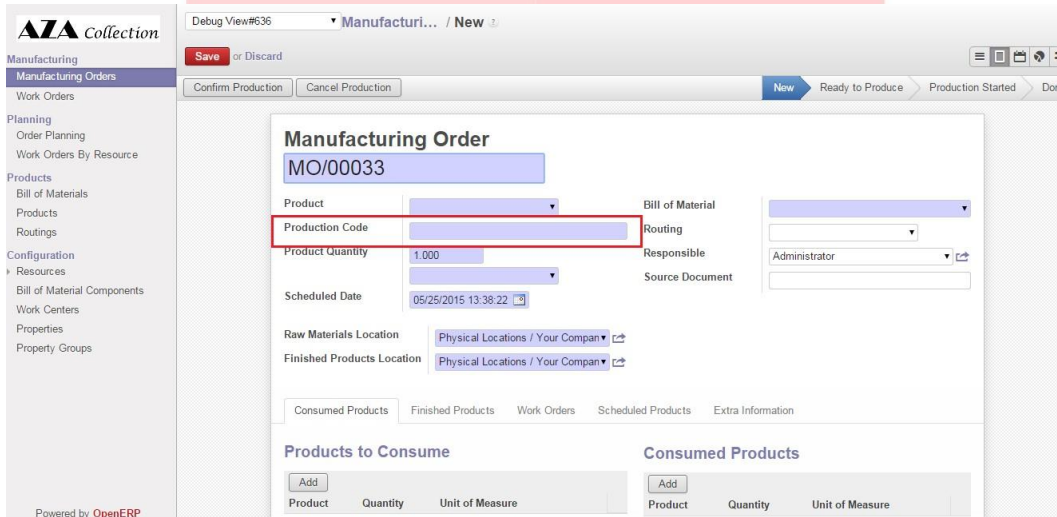 AZA Collection
Manufacturing
Manufacturing Orders
Work Orders
Planning
Order Planning
Work Orders By Resource
Products
Bill of Materials
Products
Routings
Configuration
Resources
Bill of Material Components
Work Centers
Properties
Property Groups
Powered by OpenERP
Debug View#636
Manufacturi... / New ?
Save or Discard
Confirm Production Cancel Production
New Ready to Produce Production Started
Manufacturing Order
MO/00033
Product
Production Code
Product Quantity 1.000
Scheduled Date 05/25/2015 13:38:22
Bill of Material
Routing
Responsible Administrator
Source Document
Raw Materials Location Physical Locations / Your Compan
Finished Products Location Physical Locations / Your Compan
Consumed Products Finished Products Work Orders Scheduled Products Extra Information
Products to Consume
Add
Product Quantity Unit of Measure
Consumed Products
Add
Product Quantity Unit of Measure